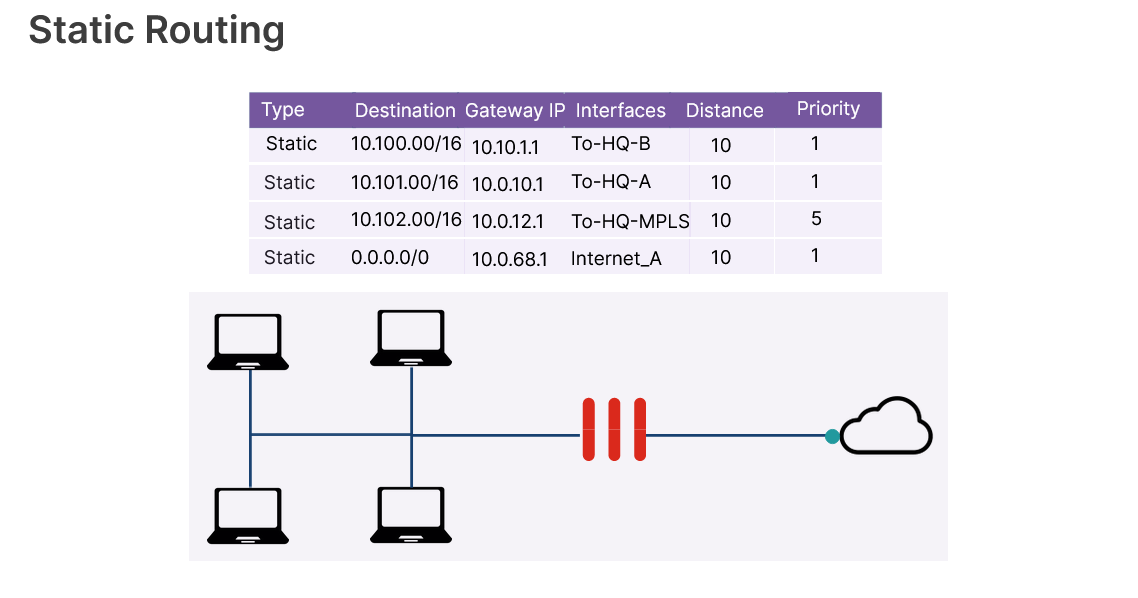 Static Routing
Type Destination Gateway IP Interfaces Distance Priority
Static 10.100.00/16 10.10.1.1 To-HQ-B 10 1
Static 10.101.00/16 10.0.10.1 To-HQ-A 10 1
Static 10.102.00/16 10.0.12.1 To-HQ-MPLS 10 5
Static 0.0.0.0/0 10.0.68.1 Internet_A 10 1